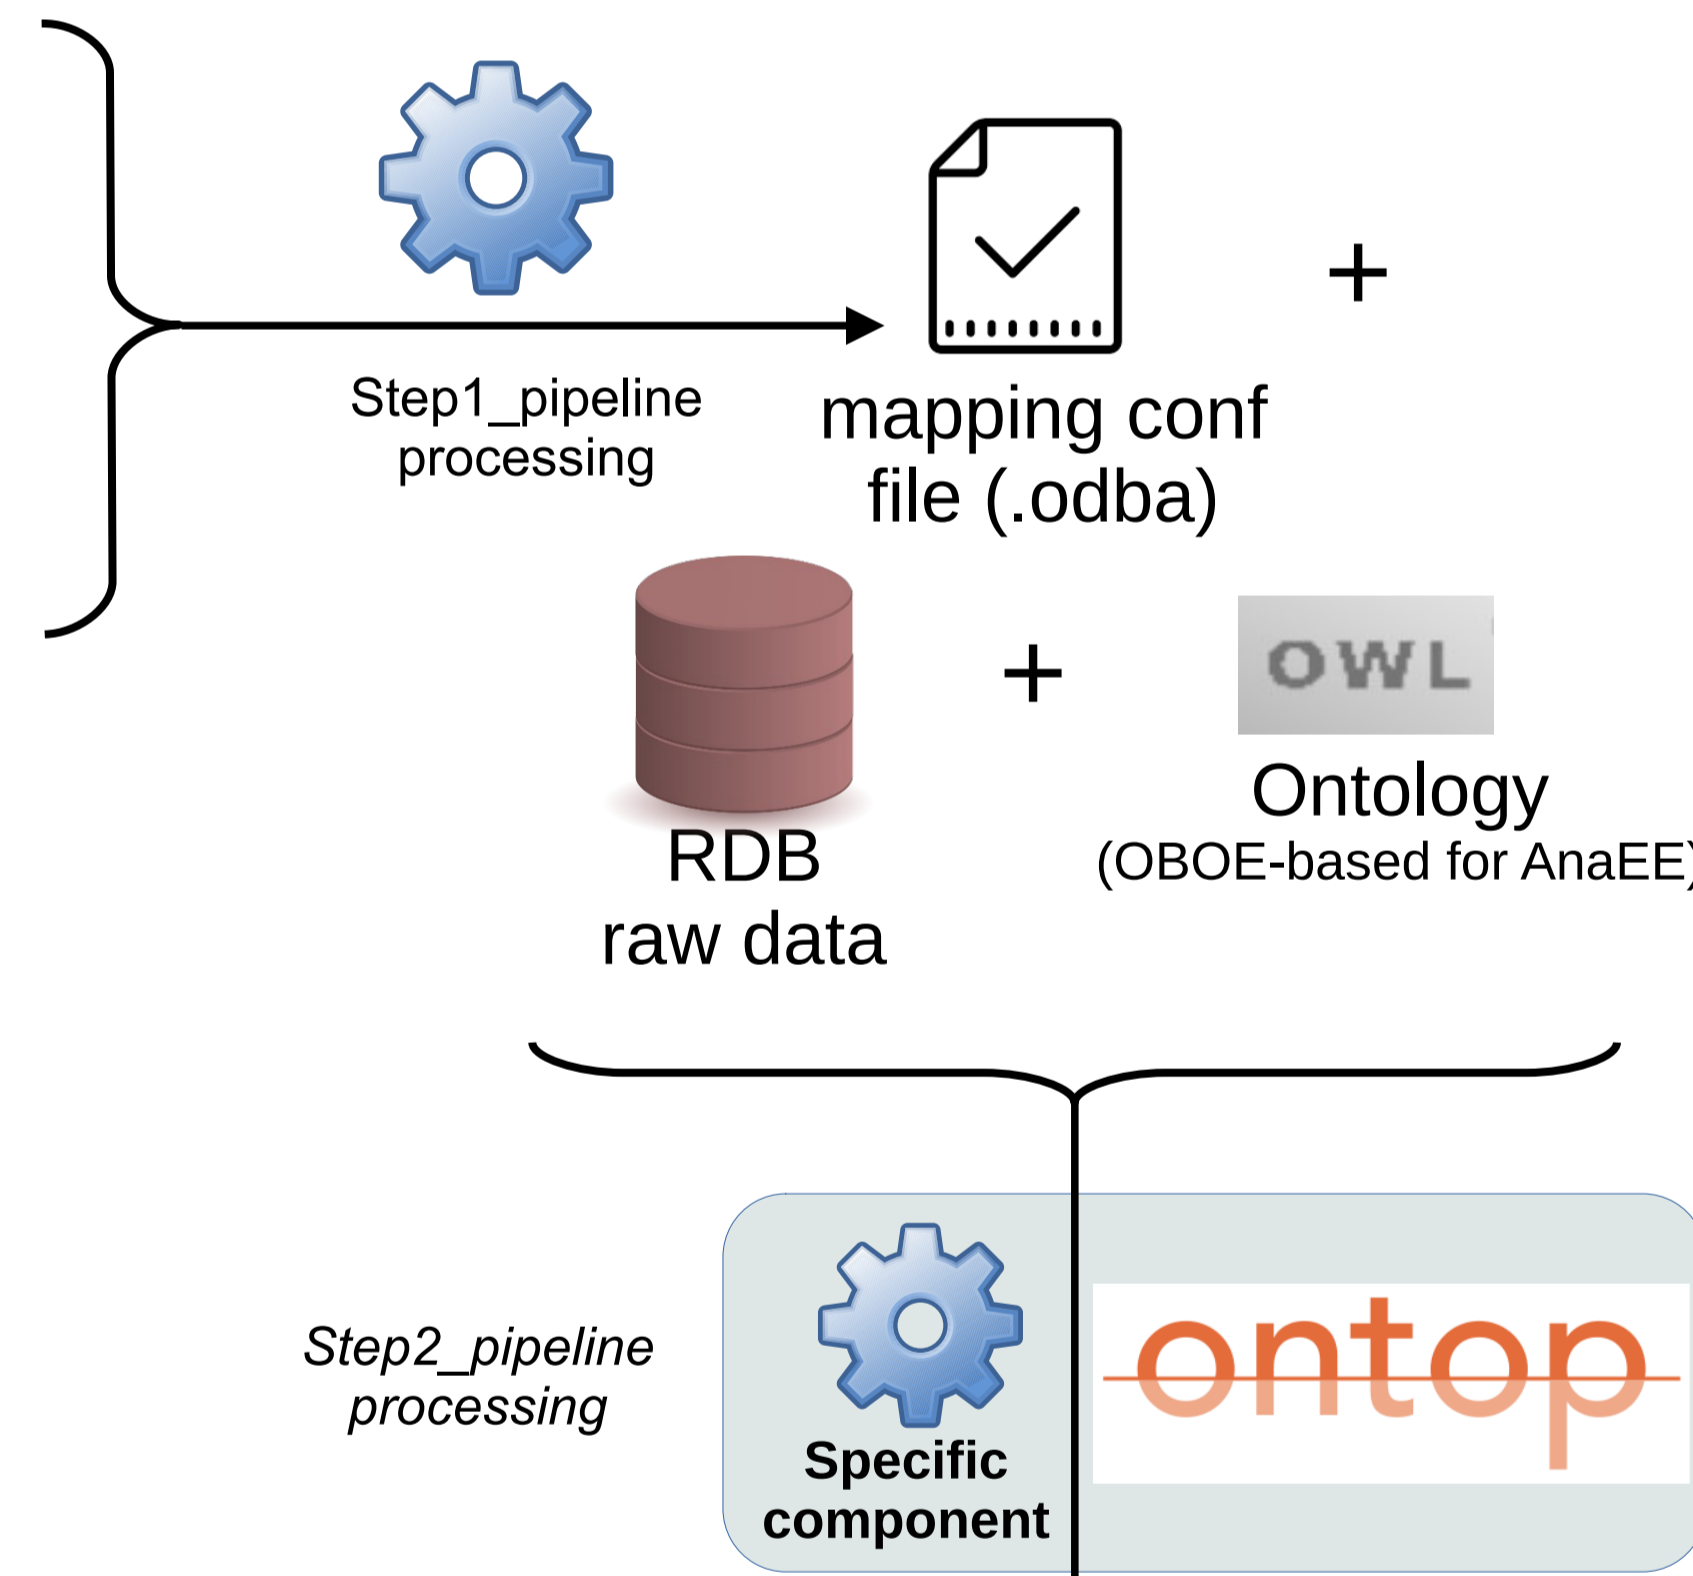 Step1_pipeline
processing
+
mapping conf
file (.odba)
+
OWL
RDB
raw data
Ontology
(OBOE-based for AnaEE)
Step2_pipeline
processing
Specific
component
ontop